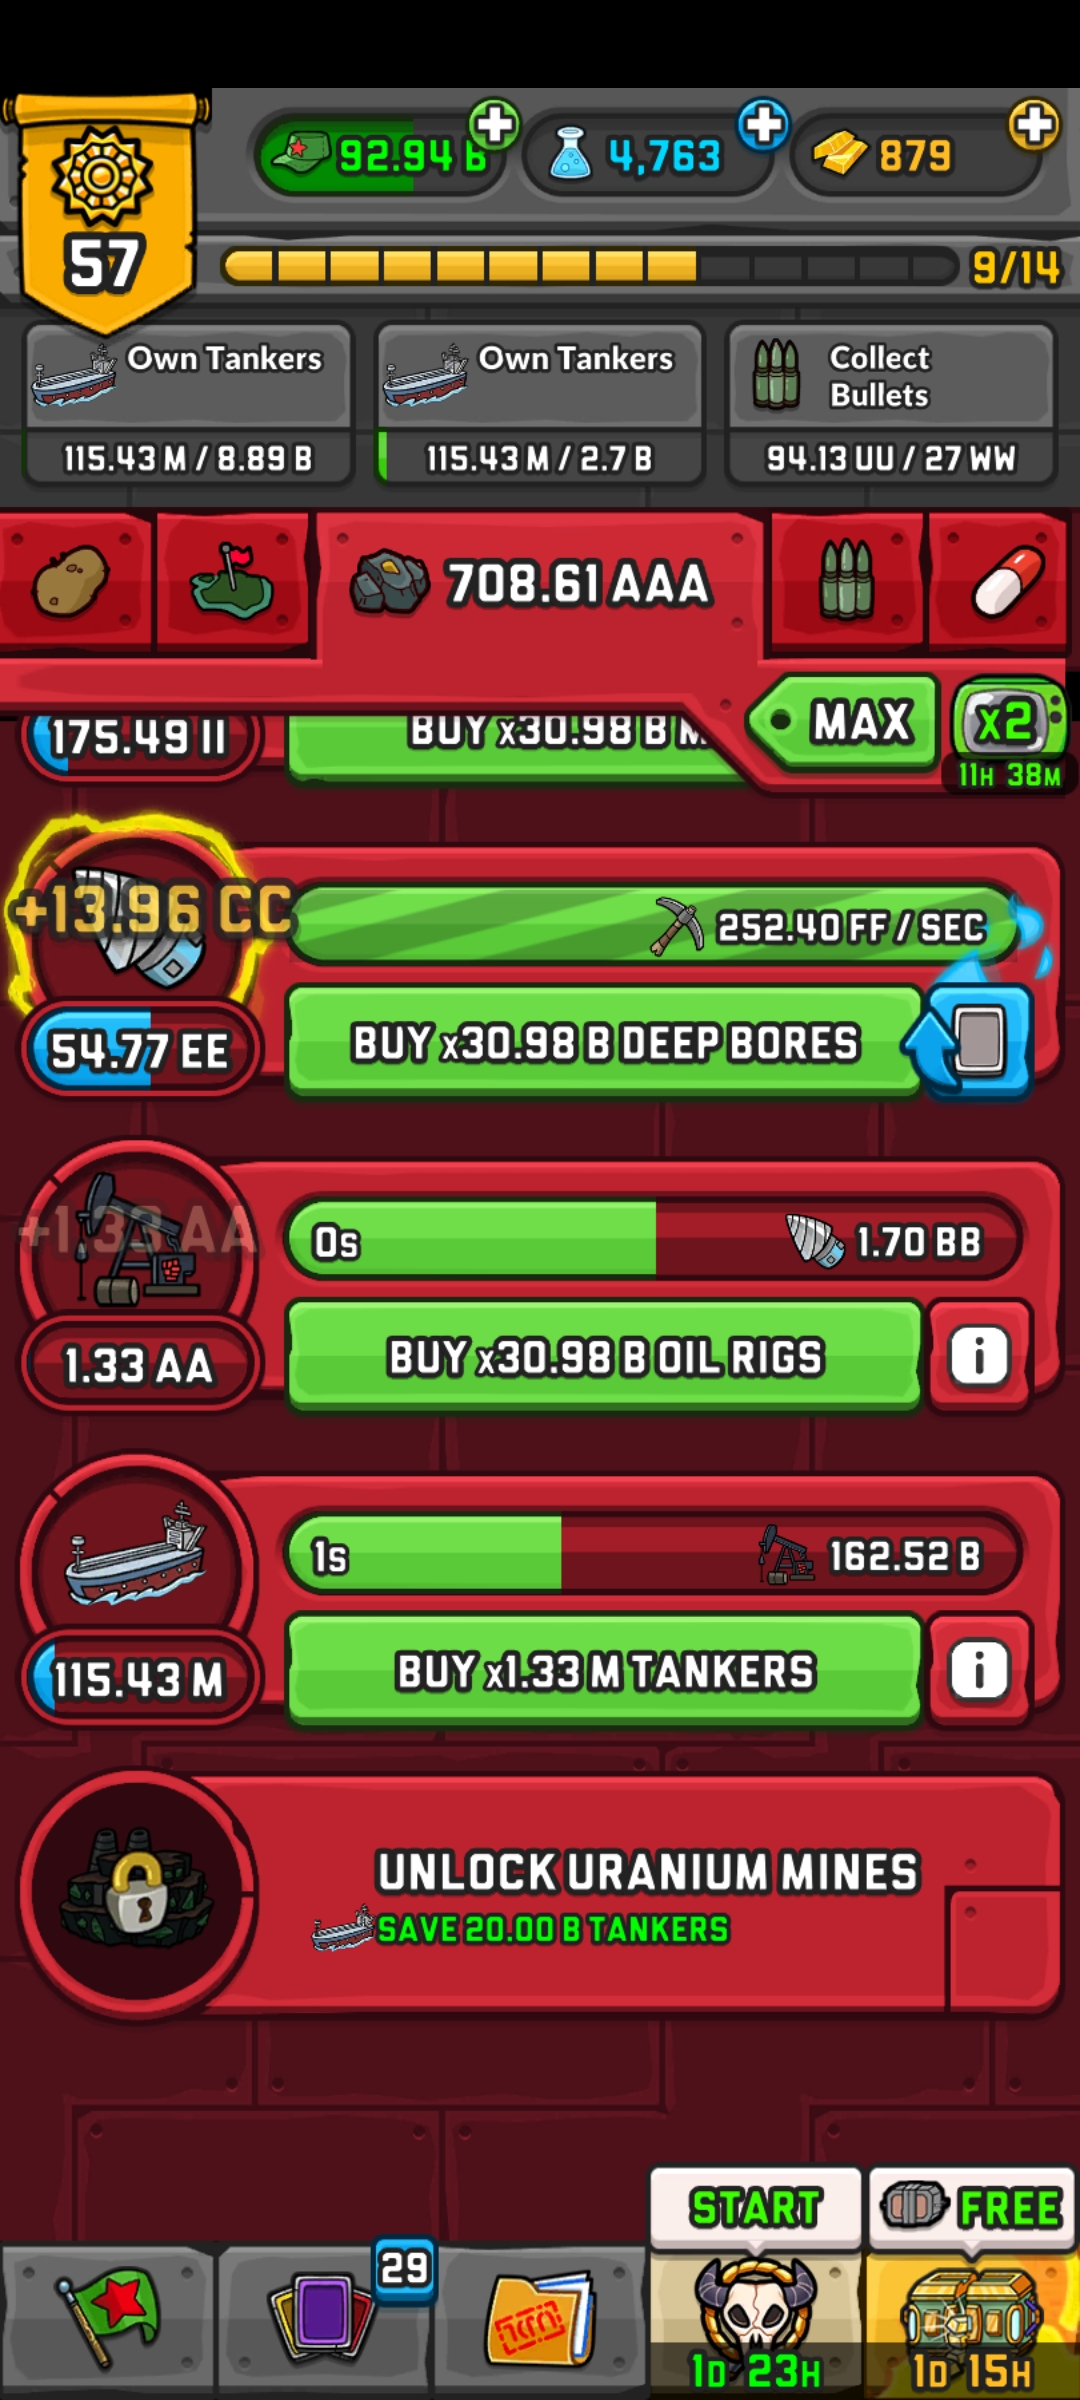 92.94 B
4,763
879
57
9/14
Own Tankers
115.43 M / 8.89 B
Own Tankers
115.43 M / 2.7 B
Collect
Bullets
94.13 UU / 27 WW
708.61 AAA
MAX
x2
11H 38M
175.49 II
BUY x30.98 B M
+13.96 CC
252.40 FF / SEC
54.77 EE
BUY x30.98 B DEEP BORES
+1.33 AA
0s
1.70 BB
1.33 AA
BUY x30.98 B OIL RIGS
i
1s
162.52 B
115.43 M
BUY x1.33 M TANKERS
i
UNLOCK URANIUM MINES
SAVE 20.00 B TANKERS
START
FREE
29
1D 23H
1D 15H